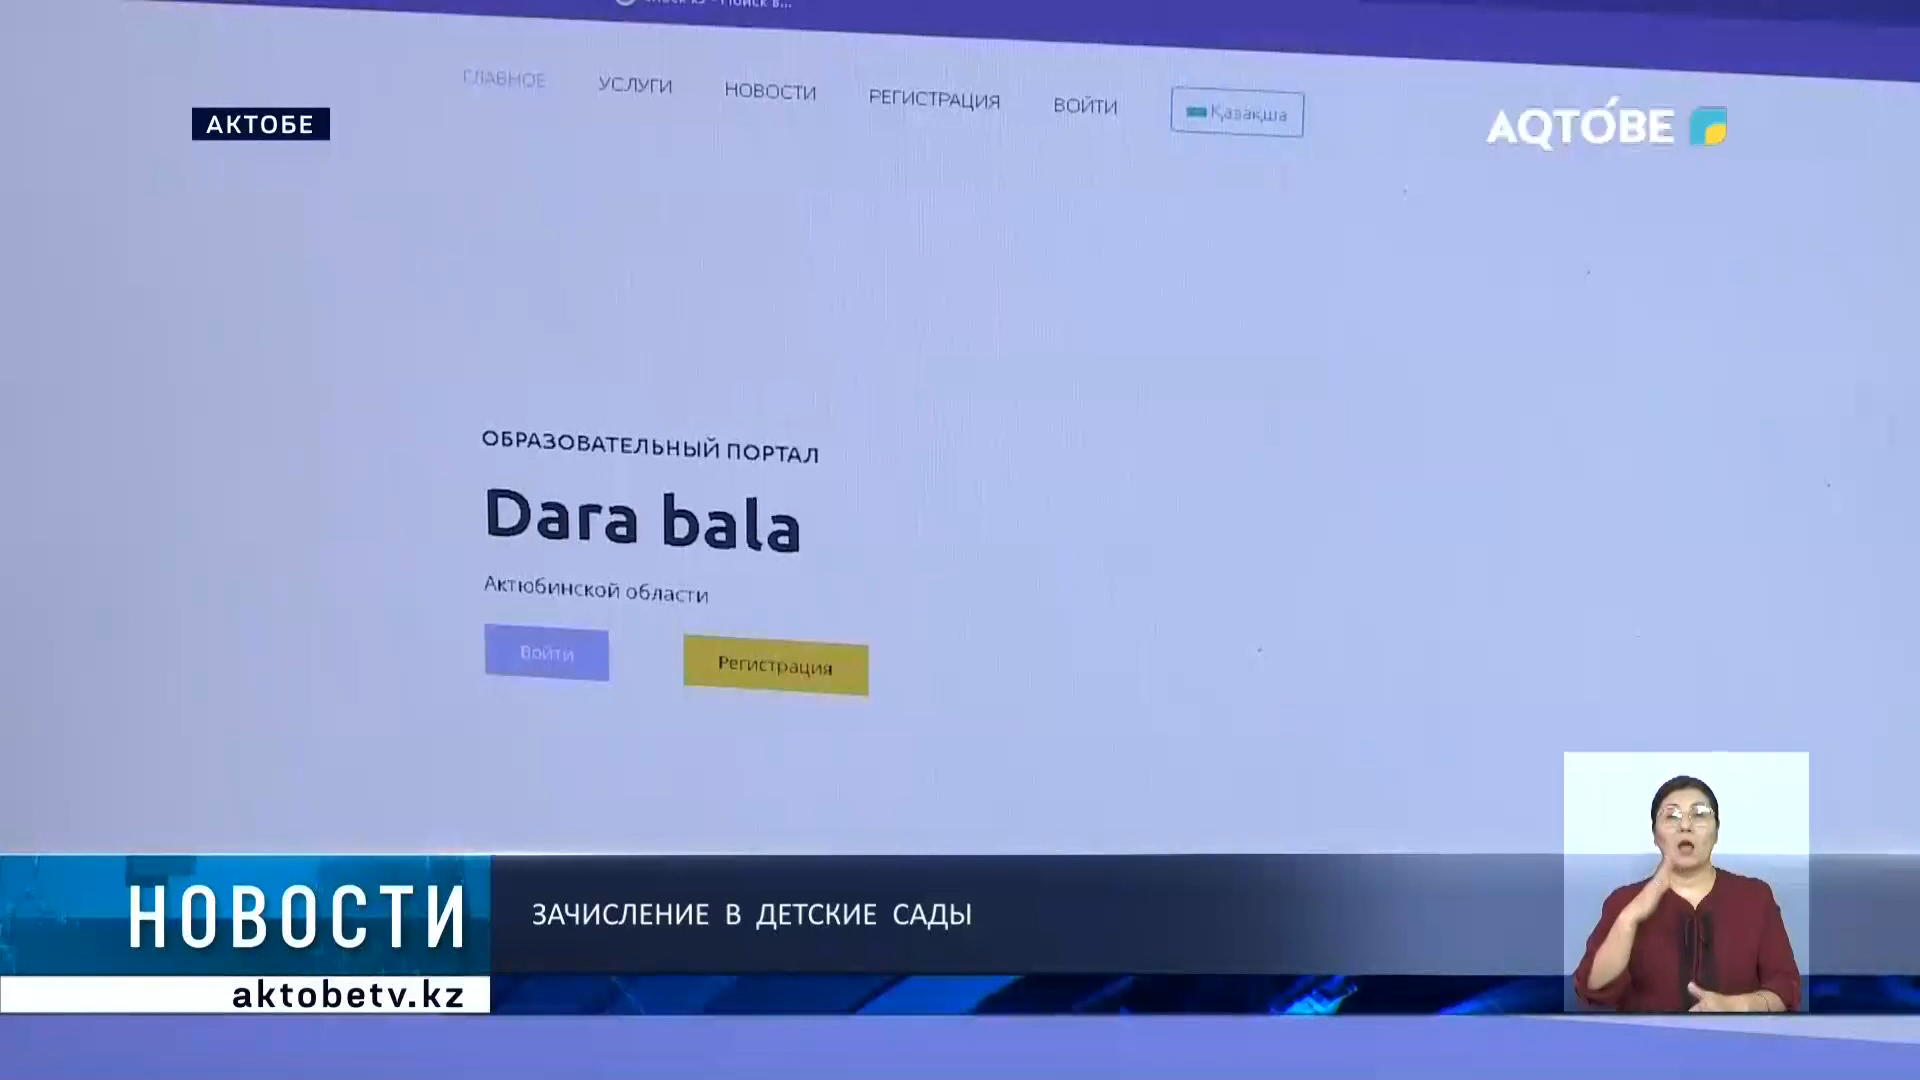 ГЛАВНОЕ УСЛУГИ НОВОСТИ РЕГИСТРАЦИЯ ВОЙТИ Қазақша
АКТОБЕ
AQTÓBE
ОБРАЗОВАТЕЛЬНЫЙ ПОРТАЛ
Dara bala
Актюбинской области
Войти Регистрация
НОВОСТИ
ЗАЧИСЛЕНИЕ В ДЕТСКИЕ САДЫ
aktobetv.kz